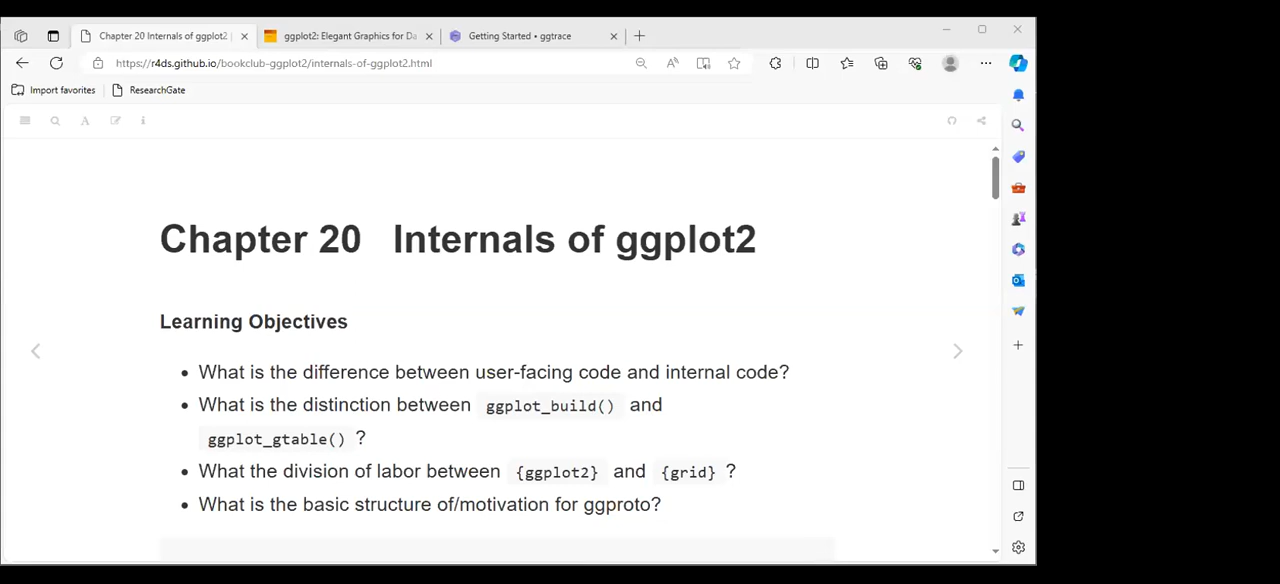 Chapter 20 Internals of ggplot2 |
ggplot2: Elegant Graphics for Da
Getting Started • ggtrace
https://r4ds.github.io/bookclub-ggplot2/internals-of-ggplot2.html
Import favorites
ResearchGate
Chapter 20 Internals of ggplot2
Learning Objectives
• What is the difference between user-facing code and internal code?
• What is the distinction between ggplot_build() and
ggplot_gtable() ?
• What the division of labor between {ggplot2} and {grid} ?
• What is the basic structure of/motivation for ggproto?